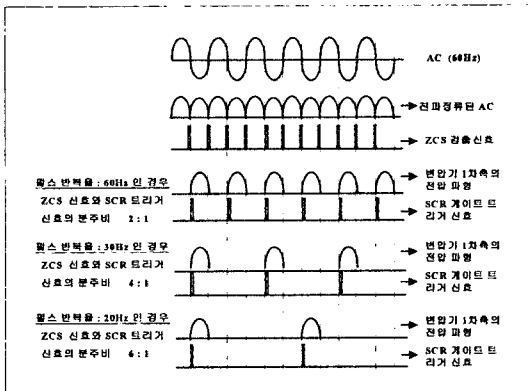 AC (60Hz)
전파정류된 AC
ZCS 검출신호
펄스 반복율 : 60Hz 인 경우
ZCS 신호와 SCR 트리거
신호의 분주비 2 : 1
변압기 1차측의
전압 파형
SCR 게이트 트
리거 신호
펄스 반복율 : 30Hz 인 경우
ZCS 신호와 SCR 트리거
신호의 분주비 4 : 1
변압기 1차측의
전압 파형
SCR 게이트 트
리거 신호
펄스 반복율 : 20Hz 인 경우
ZCS 신호와 SCR 트리거
신호의 분주비 6 : 1
변압기 1차측의
전압 파형
SCR 게이트 트
리거 신호